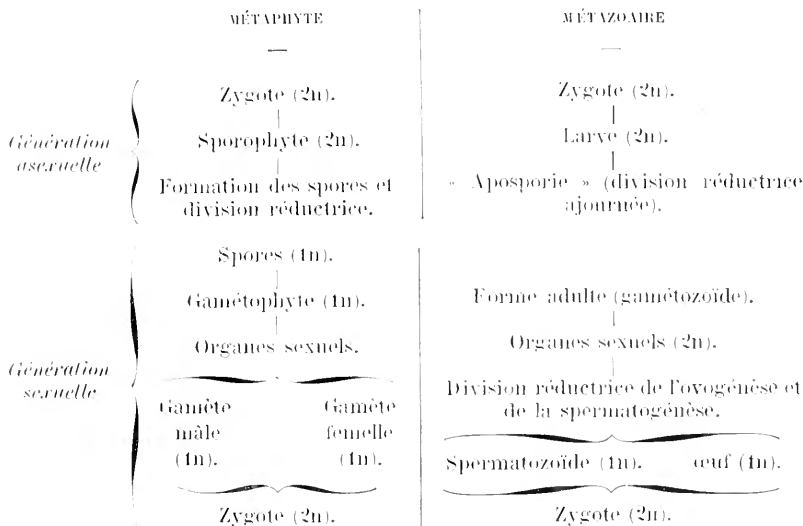 MÉTAPHYTE
MÉTAZOAIRE
Génération
asexuelle
Zygote (2n).
Sporophyte (2n).
Formation des spores et
division réductrice.
Zygote (2n).
Larve (2n).
« Aposporie » (division réductrice
ajournée).
Génération
sexuelle
Spores (1n).
Gamétophyte (1n).
Organes sexuels.
Gamète
mâle
(1n).
Gamète
femelle
(1n).
Zygote (2n).
Forme adulte (gamétozoïde).
Organes sexuels (2n).
Division réductrice de l'ovogénèse et
de la spermatogénèse.
Spermatozoïde (1n). œuf (1n).
Zygote (2n).